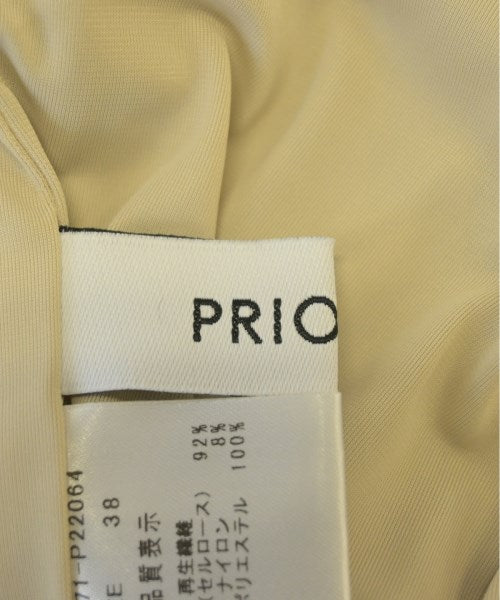 PRIO
71-P22064
38
品質表示
再生繊維
(セルロース) 92%
ナイロン 8%
ポリエステル 100%